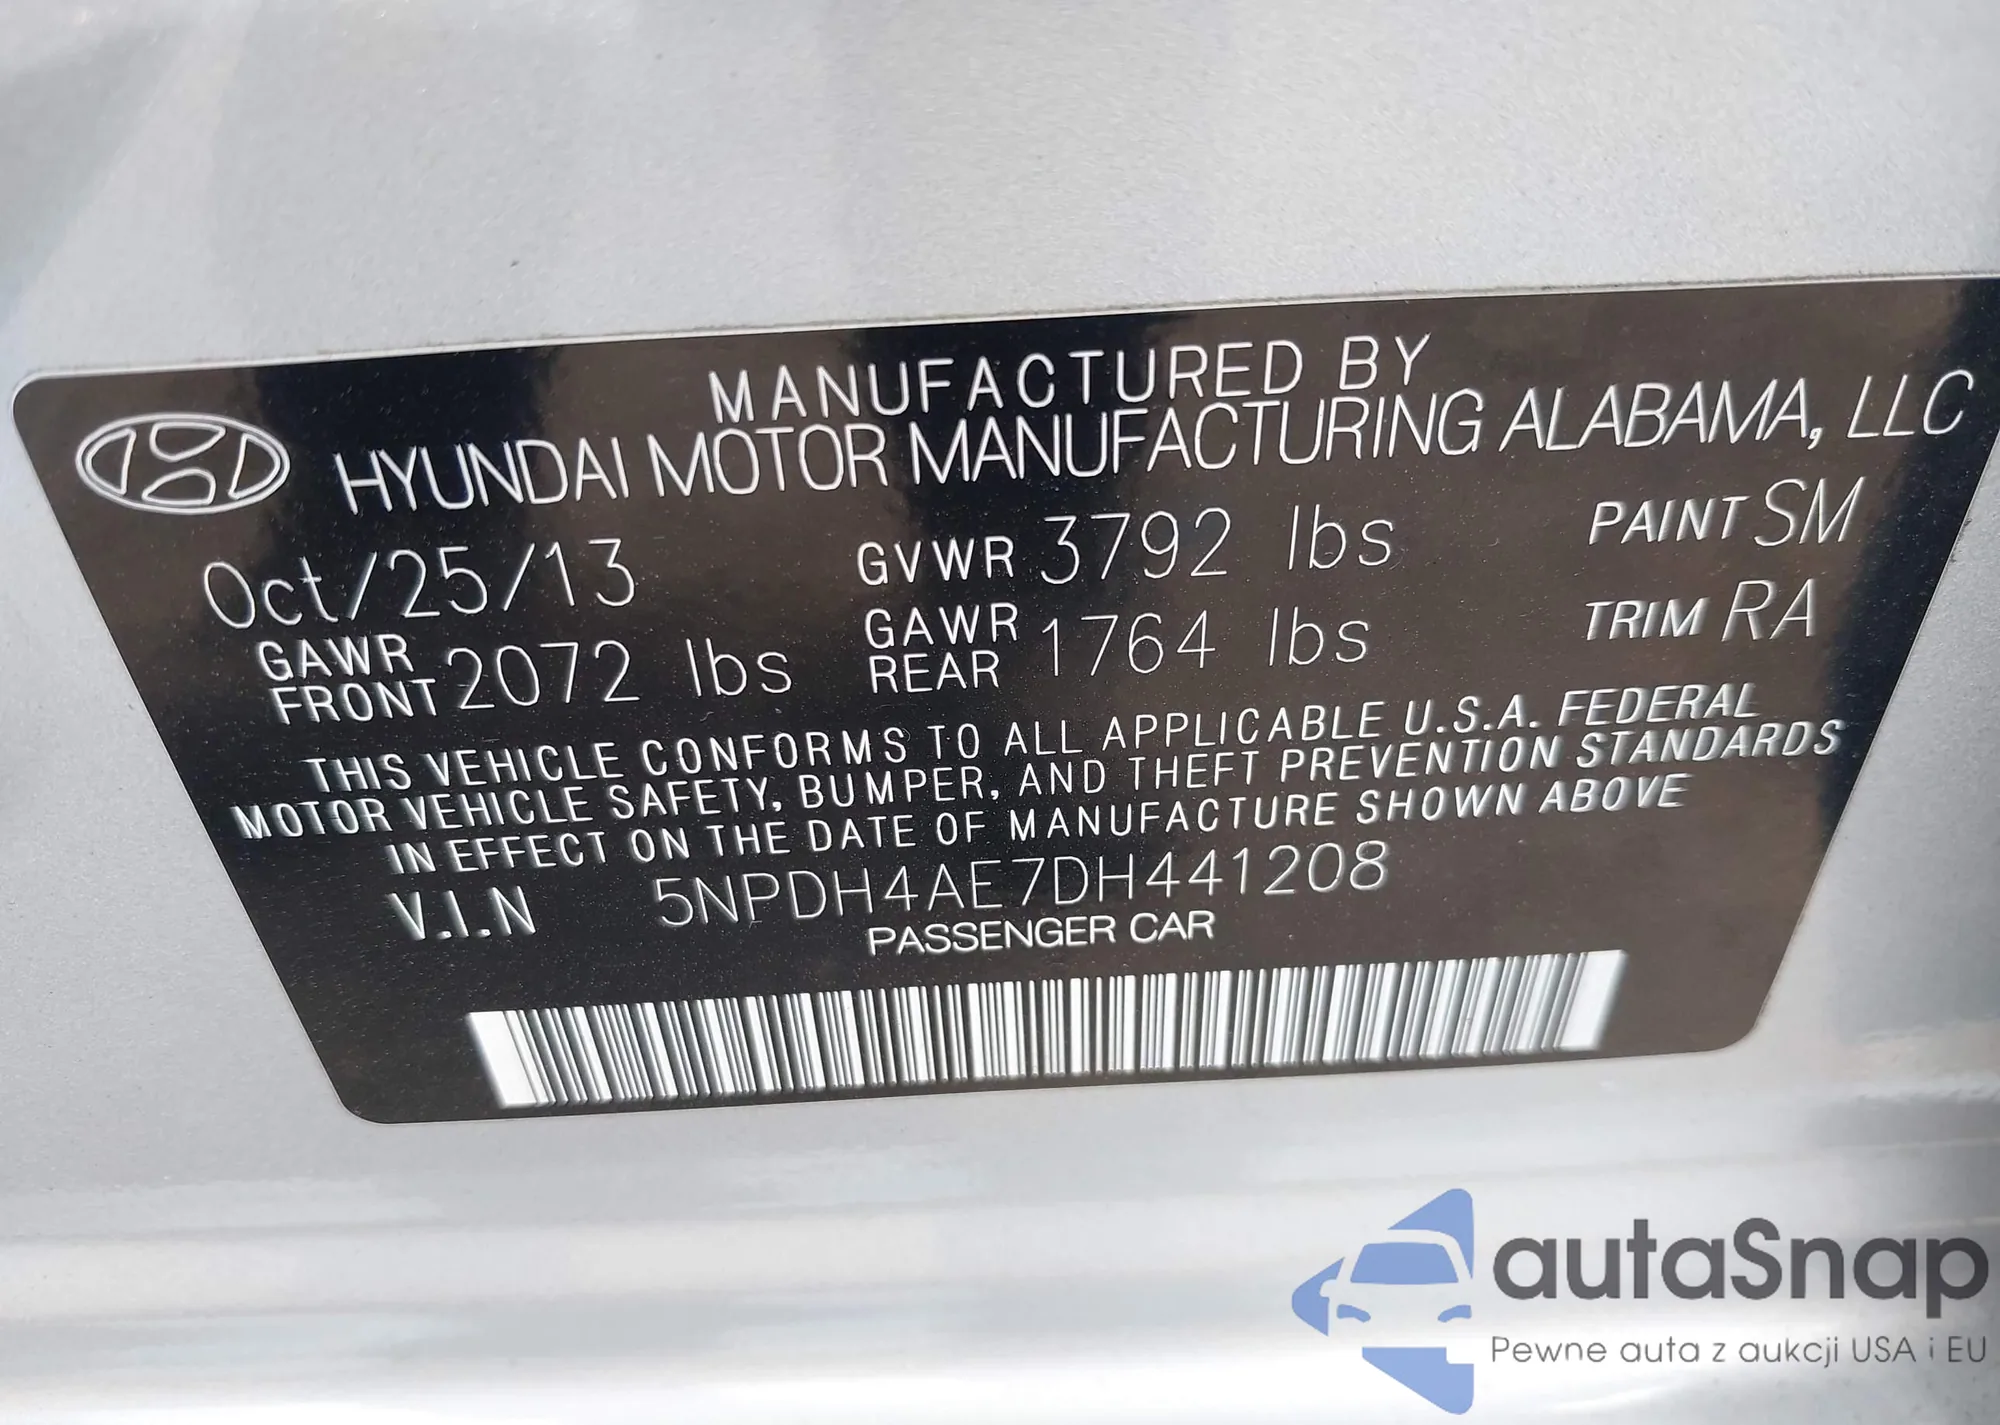 MANUFACTURED BY
HYUNDAI MOTOR MANUFACTURING ALABAMA, LLC
Oct/25/13 GVWR 3792 lbs PAINT SM
GAWR FRONT 2072 lbs GAWR REAR 1764 lbs TRIM RA
THIS VEHICLE CONFORMS TO ALL APPLICABLE U.S.A. FEDERAL
MOTOR VEHICLE SAFETY, BUMPER, AND THEFT PREVENTION STANDARDS
IN EFFECT ON THE DATE OF MANUFACTURE SHOWN ABOVE
V.I.N 5NPDH4AE7DH441208
PASSENGER CAR
autaSnap
Pewne auta z aukcji USA i EU